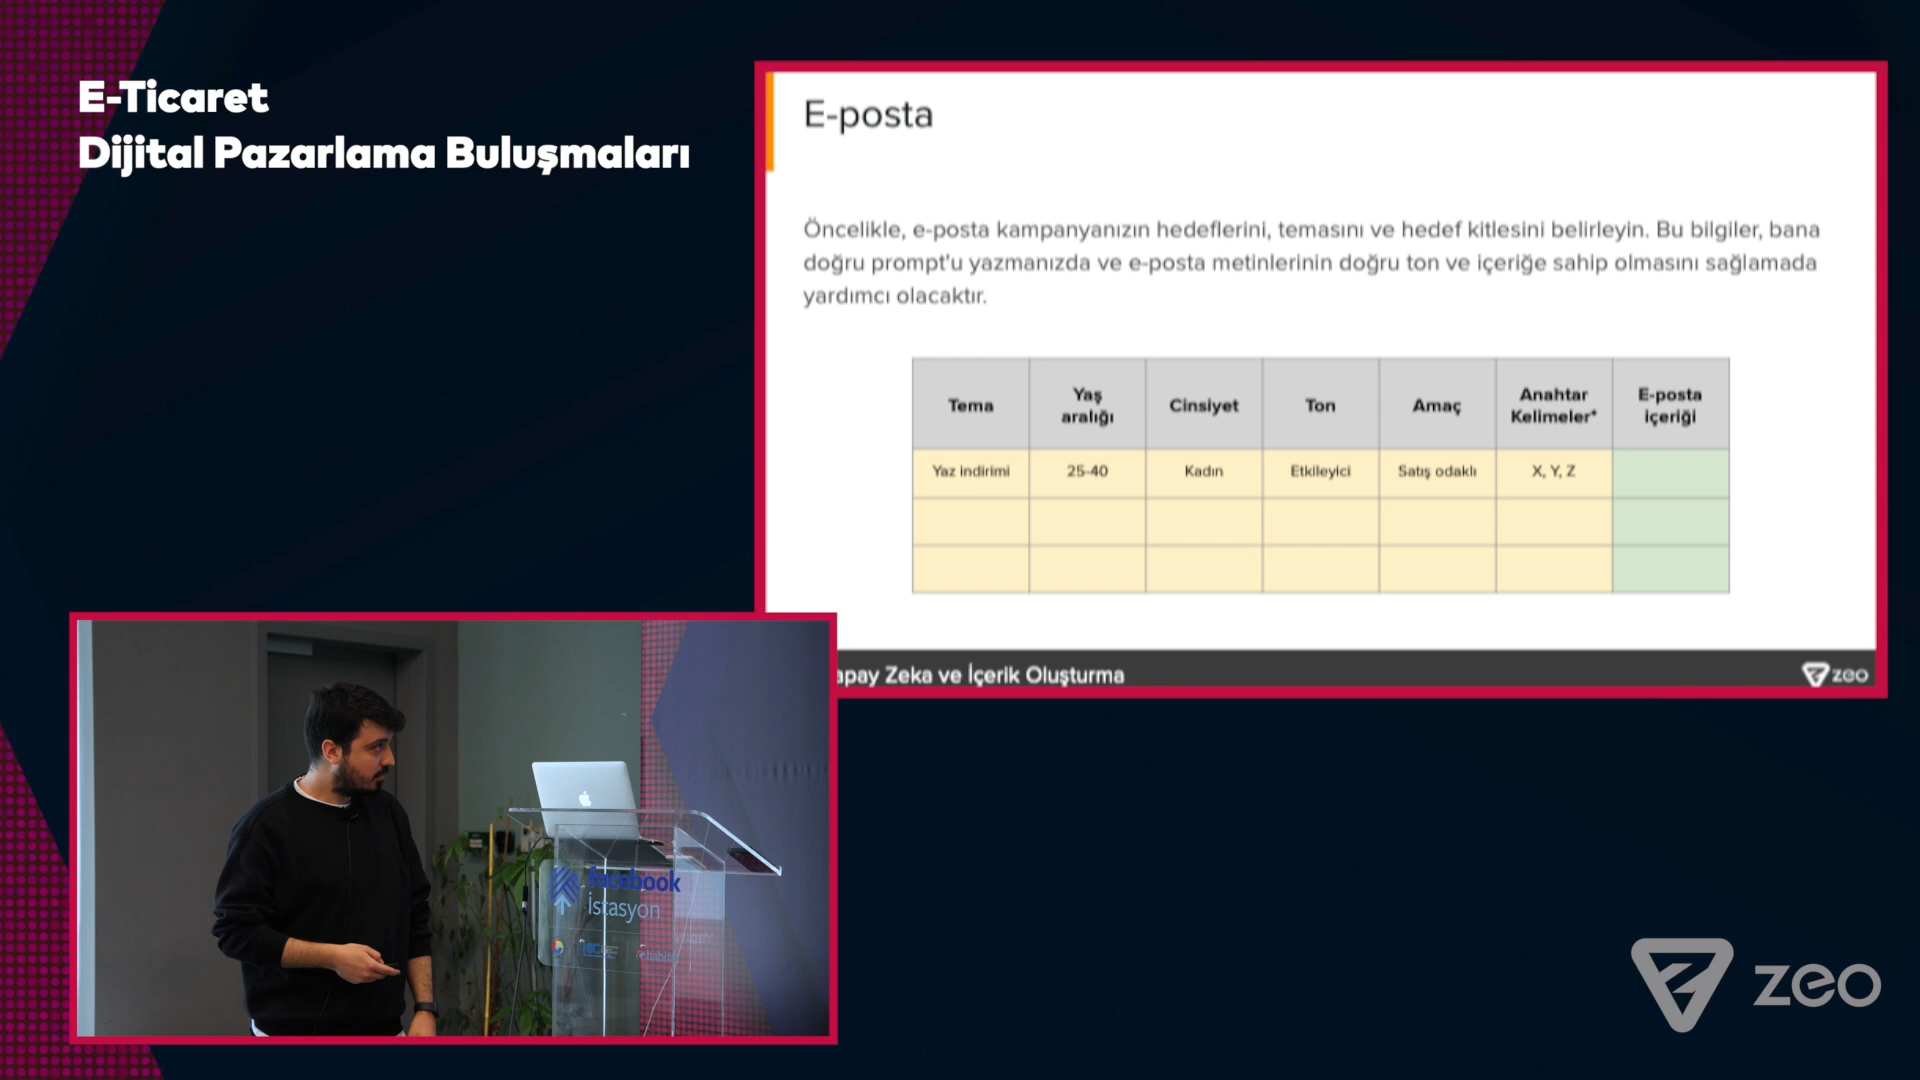 E-Ticaret
Dijital Pazarlama Buluşmaları
E-posta
Öncelikle, e-posta kampanyanızın hedeflerini, temasını ve hedef kitlesini belirleyin. Bu bilgiler, bana
doğru prompt'u yazmanızda ve e-posta metinlerinin doğru ton ve içeriğe sahip olmasını sağlamada
yardımcı olacaktır.
Tema
Yaş
aralığı
Cinsiyet
Ton
Amaç
Anahtar
Kelimeler*
E-posta
içeriği
Yaz indirimi
25-40
Kadın
Etkileyici
Satış odaklı
X, Y, Z
apay Zeka ve İçerik Oluşturma
zeo
facebook
istasyon
habitat
zeo